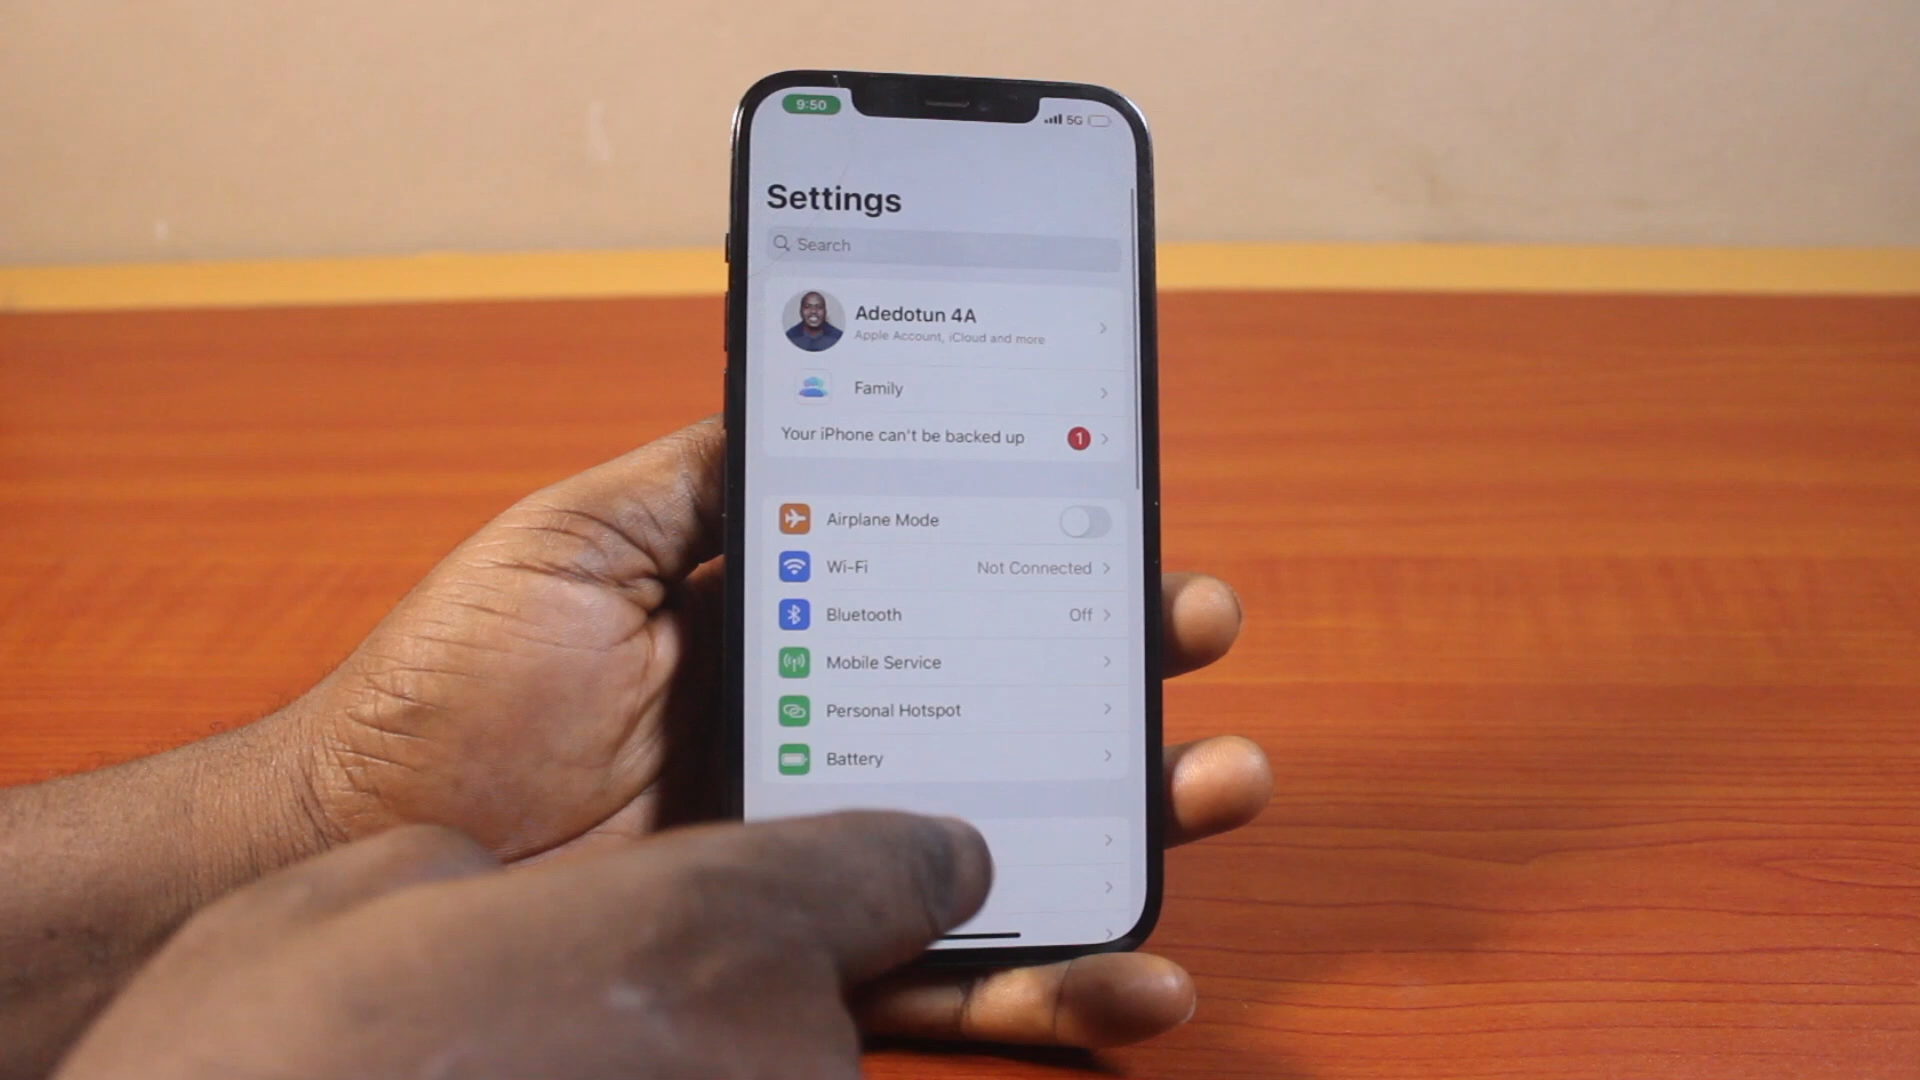 9:50
5G
Settings
Search
Adedotun 4A
Apple Account, iCloud and more
Family
Your iPhone can't be backed up 1
Airplane Mode
Wi-Fi Not Connected
Bluetooth Off
Mobile Service
Personal Hotspot
Battery